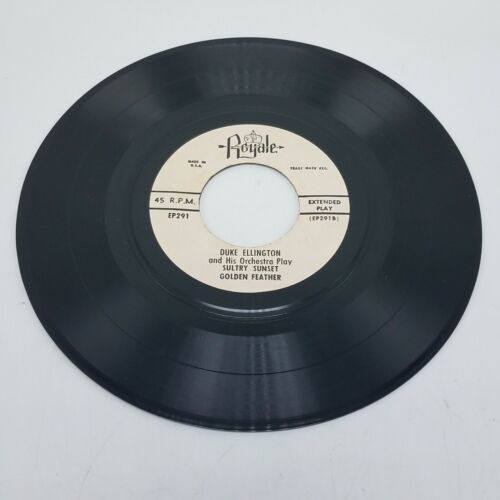 Royale
MADE IN
U.S.A.
TRADE MARK REG.
45 R.P.M.
EP291
EXTENDED
PLAY
(EP291B)
DUKE ELLINGTON
and His Orchestra Play
SULTRY SUNSET
GOLDEN FEATHER